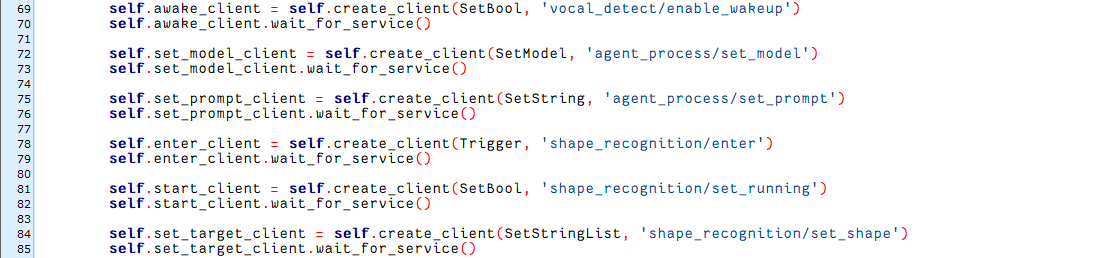 69 self.awake_client = self.create_client(SetBool, 'vocal_detect/enable_wakeup')
70 self.awake_client.wait_for_service()
71
72 self.set_model_client = self.create_client(SetModel, 'agent_process/set_model')
73 self.set_model_client.wait_for_service()
74
75 self.set_prompt_client = self.create_client(SetString, 'agent_process/set_prompt')
76 self.set_prompt_client.wait_for_service()
77
78 self.enter_client = self.create_client(Trigger, 'shape_recognition/enter')
79 self.enter_client.wait_for_service()
80
81 self.start_client = self.create_client(SetBool, 'shape_recognition/set_running')
82 self.start_client.wait_for_service()
83
84 self.set_target_client = self.create_client(SetStringList, 'shape_recognition/set_shape')
85 self.set_target_client.wait_for_service()